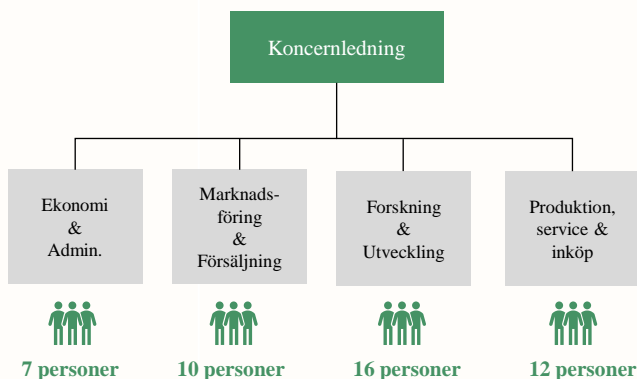 Koncernledning
Ekonomi
&
Admin.
Marknads-
föring
&
Försäljning
Forskning
&
Utveckling
Produktion,
service &
inköp
7 personer
10 personer
16 personer
12 personer